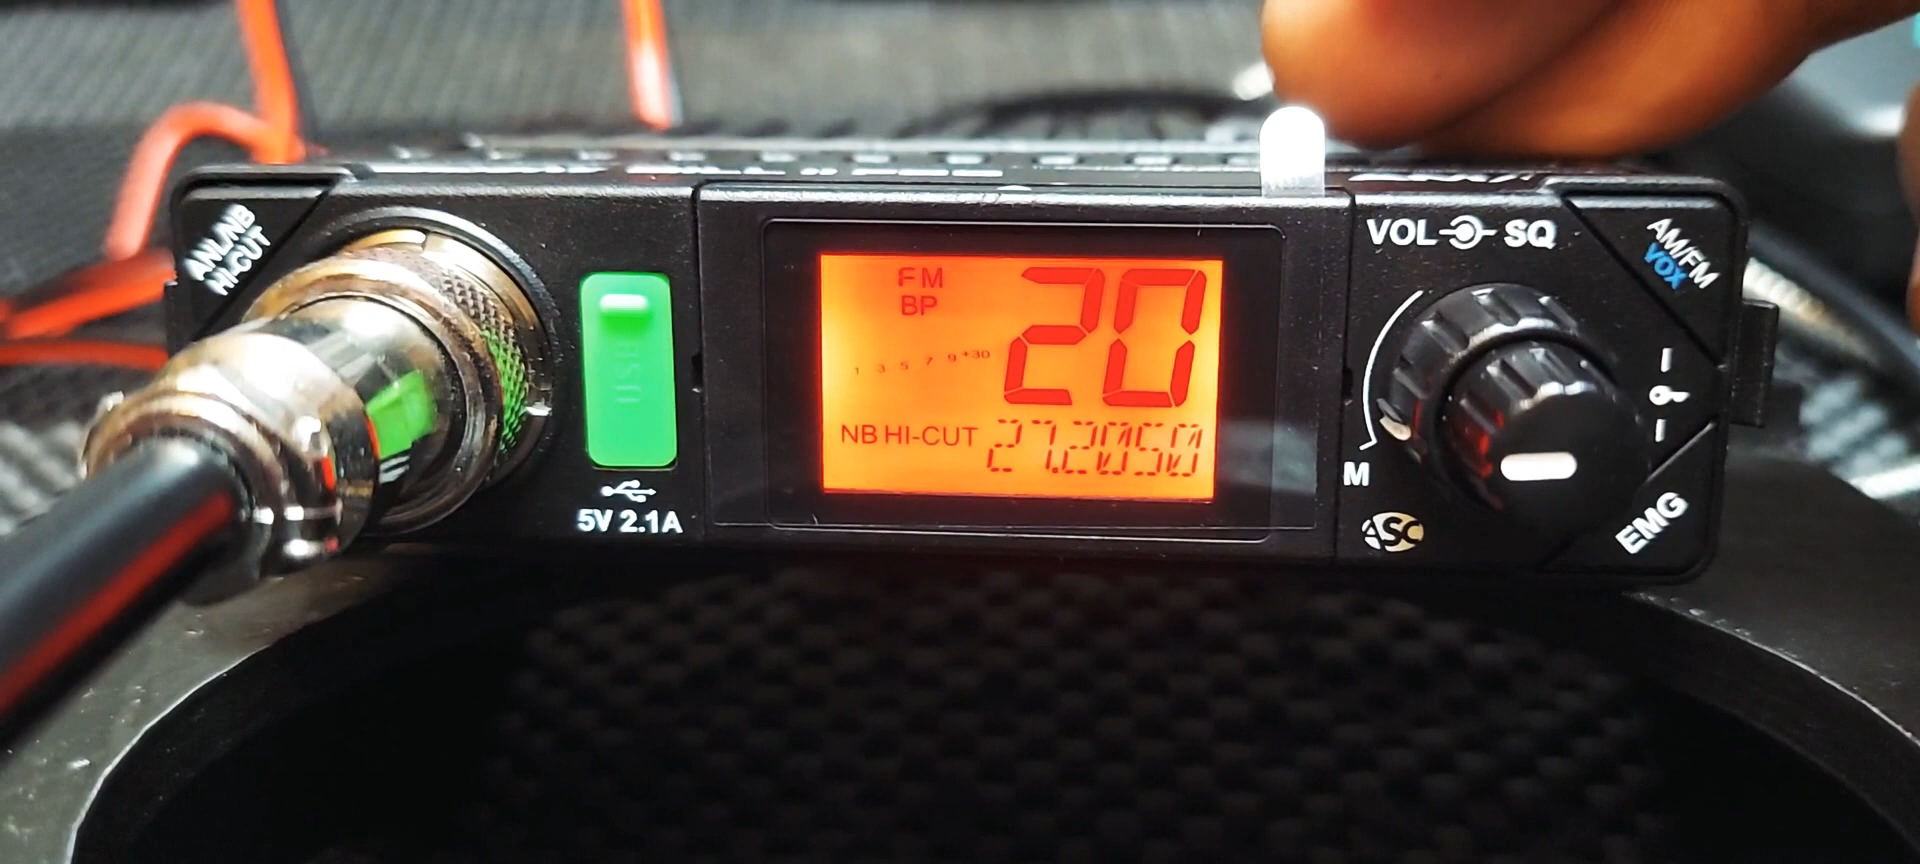 ANL/NB
HI-CUT
USB
5V 2.1A
FM
BP
20
1 3 5 7 9 +30
NB HI-CUT 27.2050
VOL SQ
AM/FM
VOX
M
ASC
EMG